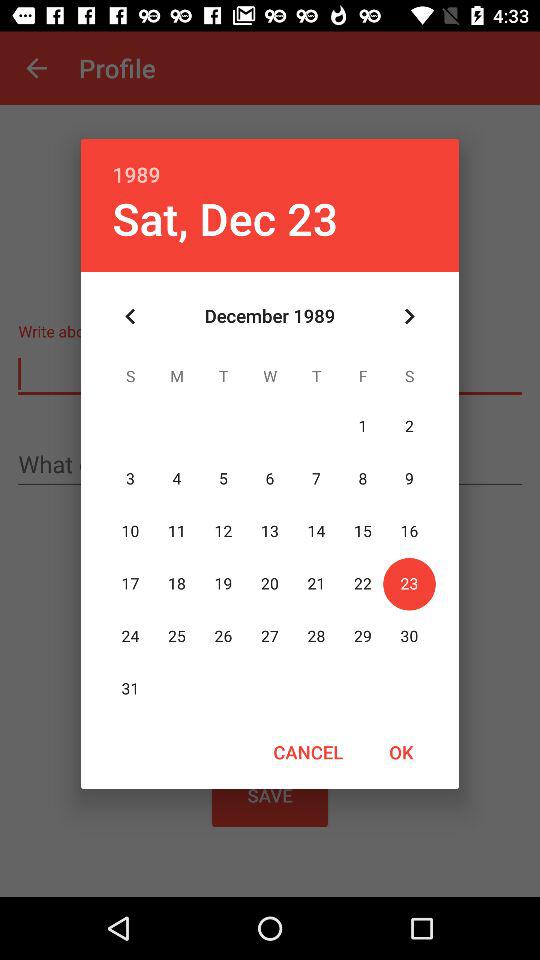 4:33
Profile
1989
Sat, Dec 23
December 1989
S M T W T F S
1 2
3 4 5 6 7 8 9
10 11 12 13 14 15 16
17 18 19 20 21 22 23
24 25 26 27 28 29 30
31
CANCEL OK
Write
What
SAVE